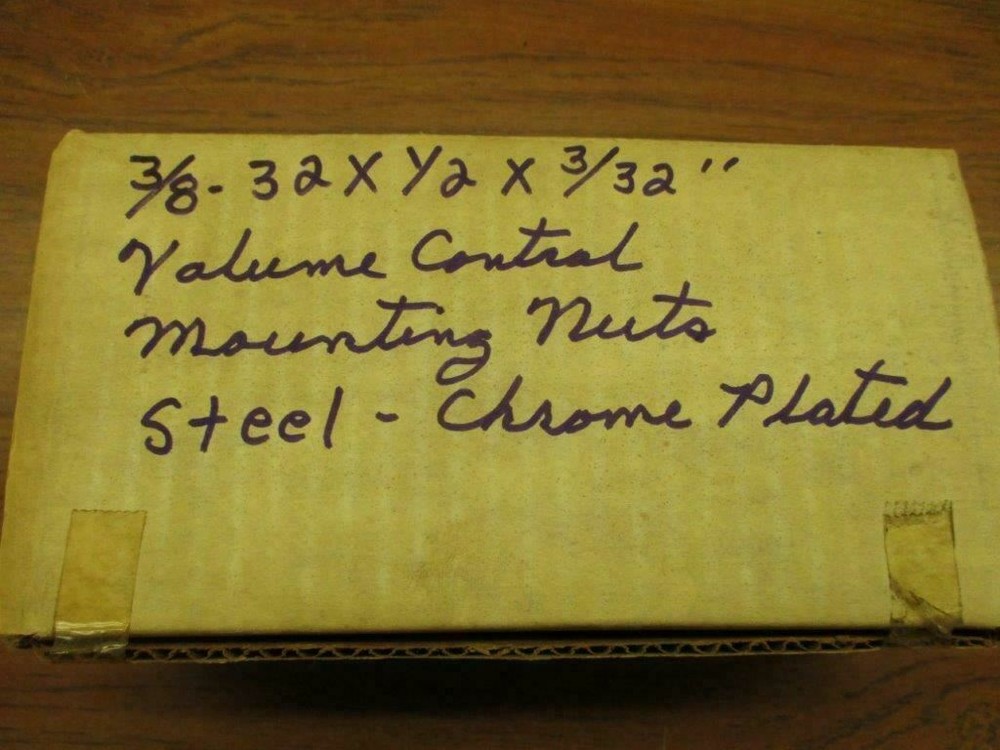 3/8-32 X 1/2 X 3/32"
Volume Control
Mounting Nuts
Steel - Chrome Plated